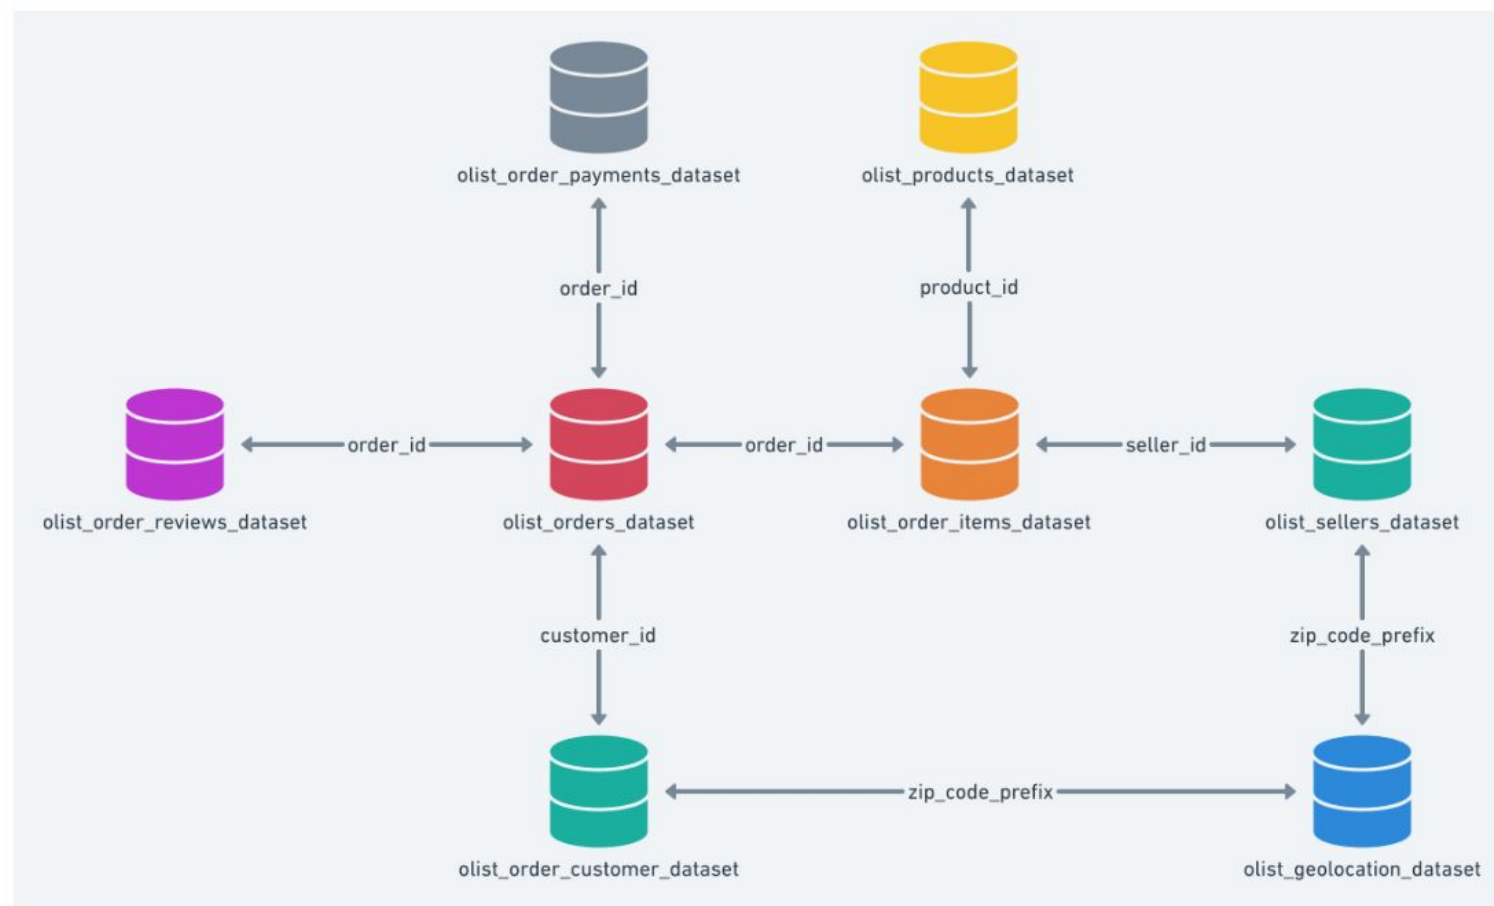 olist_order_payments_dataset
olist_products_dataset
order_id
product_id
order_id
order_id
seller_id
olist_order_reviews_dataset
olist_orders_dataset
olist_order_items_dataset
olist_sellers_dataset
customer_id
zip_code_prefix
zip_code_prefix
olist_order_customer_dataset
olist_geolocation_dataset